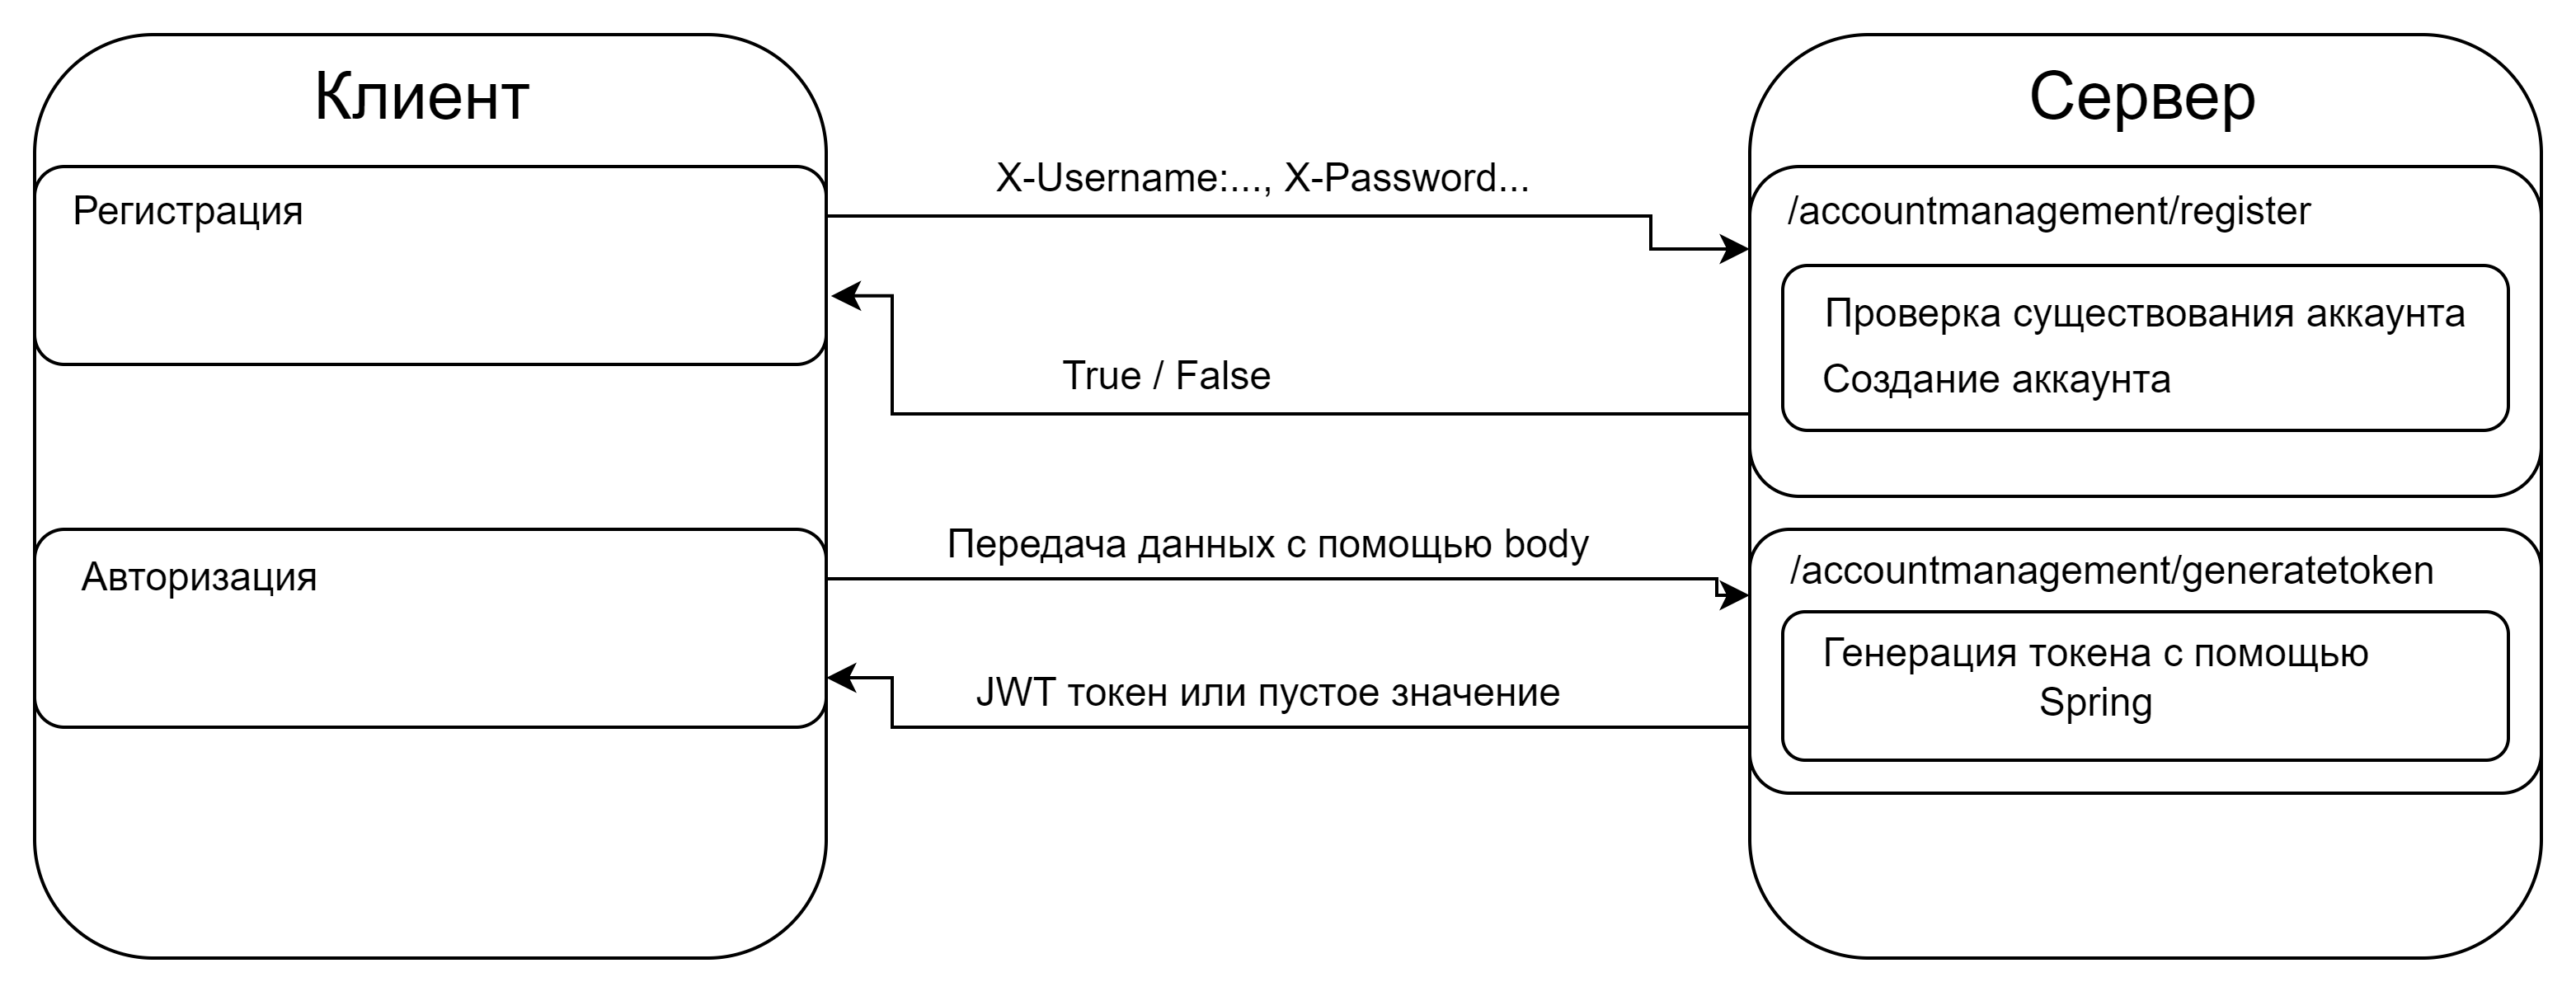 Клиент
Сервер
Регистрация
X-Username:..., X-Password...
/accountmanagement/register
Проверка существования аккаунта
Создание аккаунта
True / False
Авторизация
Передача данных с помощью body
/accountmanagement/generatetoken
Генерация токена с помощью
Spring
JWT токен или пустое значение